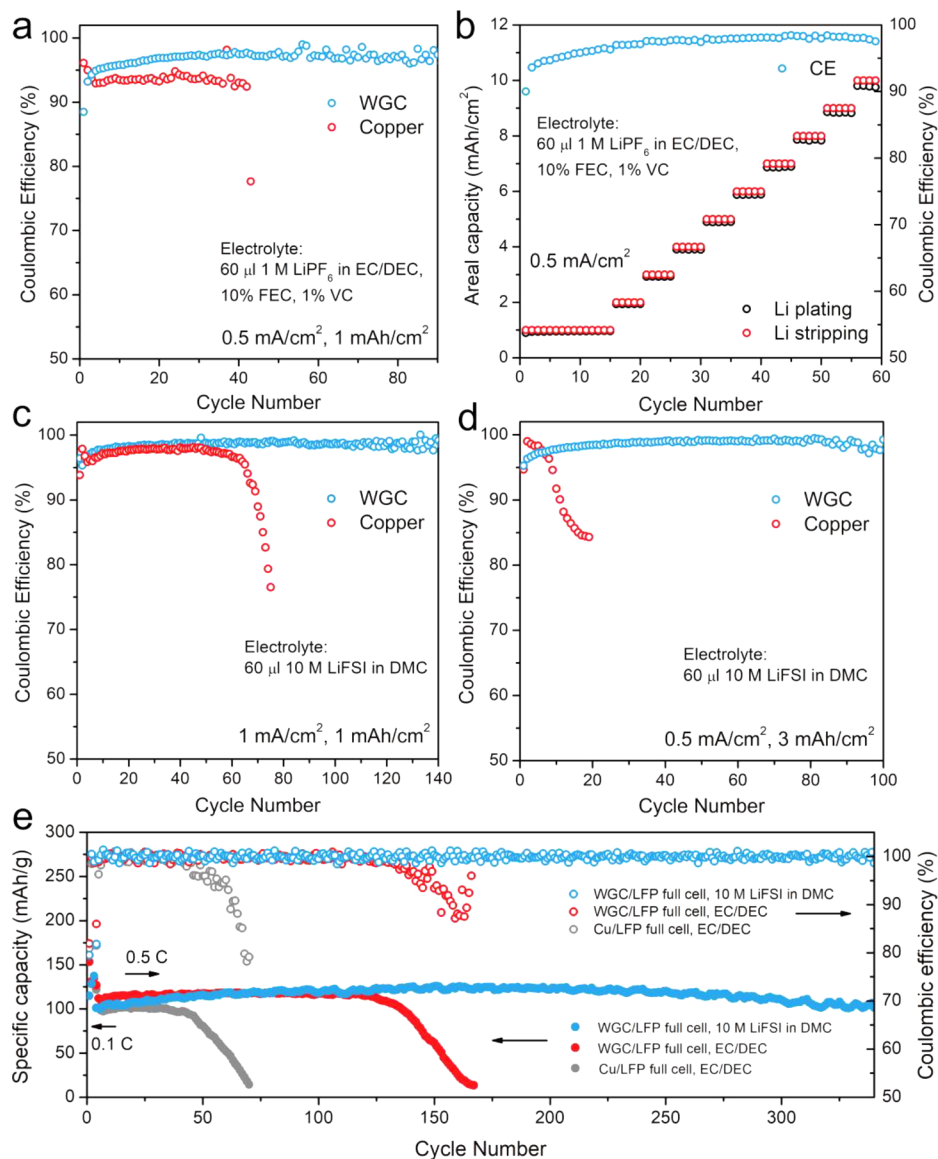 a
Coulombic Efficiency (%)
100
90
80
70
60
50
WGC
Copper
Electrolyte:
60 μl 1 M LiPF6 in EC/DEC,
10% FEC, 1% VC
0.5 mA/cm², 1 mAh/cm²
0 20 40 60 80
Cycle Number
b
Areal capacity (mAh/cm²)
12
10
8
6
4
2
0
CE
Electrolyte:
60 μl 1 M LiPF6 in EC/DEC,
10% FEC, 1% VC
0.5 mA/cm²
Li plating
Li stripping
100
90
80
70
60
50
Coulombic Efficiency (%)
0 10 20 30 40 50 60
Cycle Number
c
Coulombic Efficiency (%)
100
90
80
70
60
50
WGC
Copper
Electrolyte:
60 μl 10 M LiFSI in DMC
1 mA/cm², 1 mAh/cm²
0 20 40 60 80 100 120 140
Cycle Number
d
Coulombic Efficiency (%)
100
90
80
70
60
50
WGC
Copper
Electrolyte:
60 μl 10 M LiFSI in DMC
0.5 mA/cm², 3 mAh/cm²
0 20 40 60 80 100
Cycle Number
e
Specific capacity (mAh/g)
300
250
200
150
100
50
0
WGC/LFP full cell, 10 M LiFSI in DMC
WGC/LFP full cell, EC/DEC
Cu/LFP full cell, EC/DEC
0.5 C
0.1 C
WGC/LFP full cell, 10 M LiFSI in DMC
WGC/LFP full cell, EC/DEC
Cu/LFP full cell, EC/DEC
100
90
80
70
60
50
Coulombic efficiency (%)
0 50 100 150 200 250 300
Cycle Number